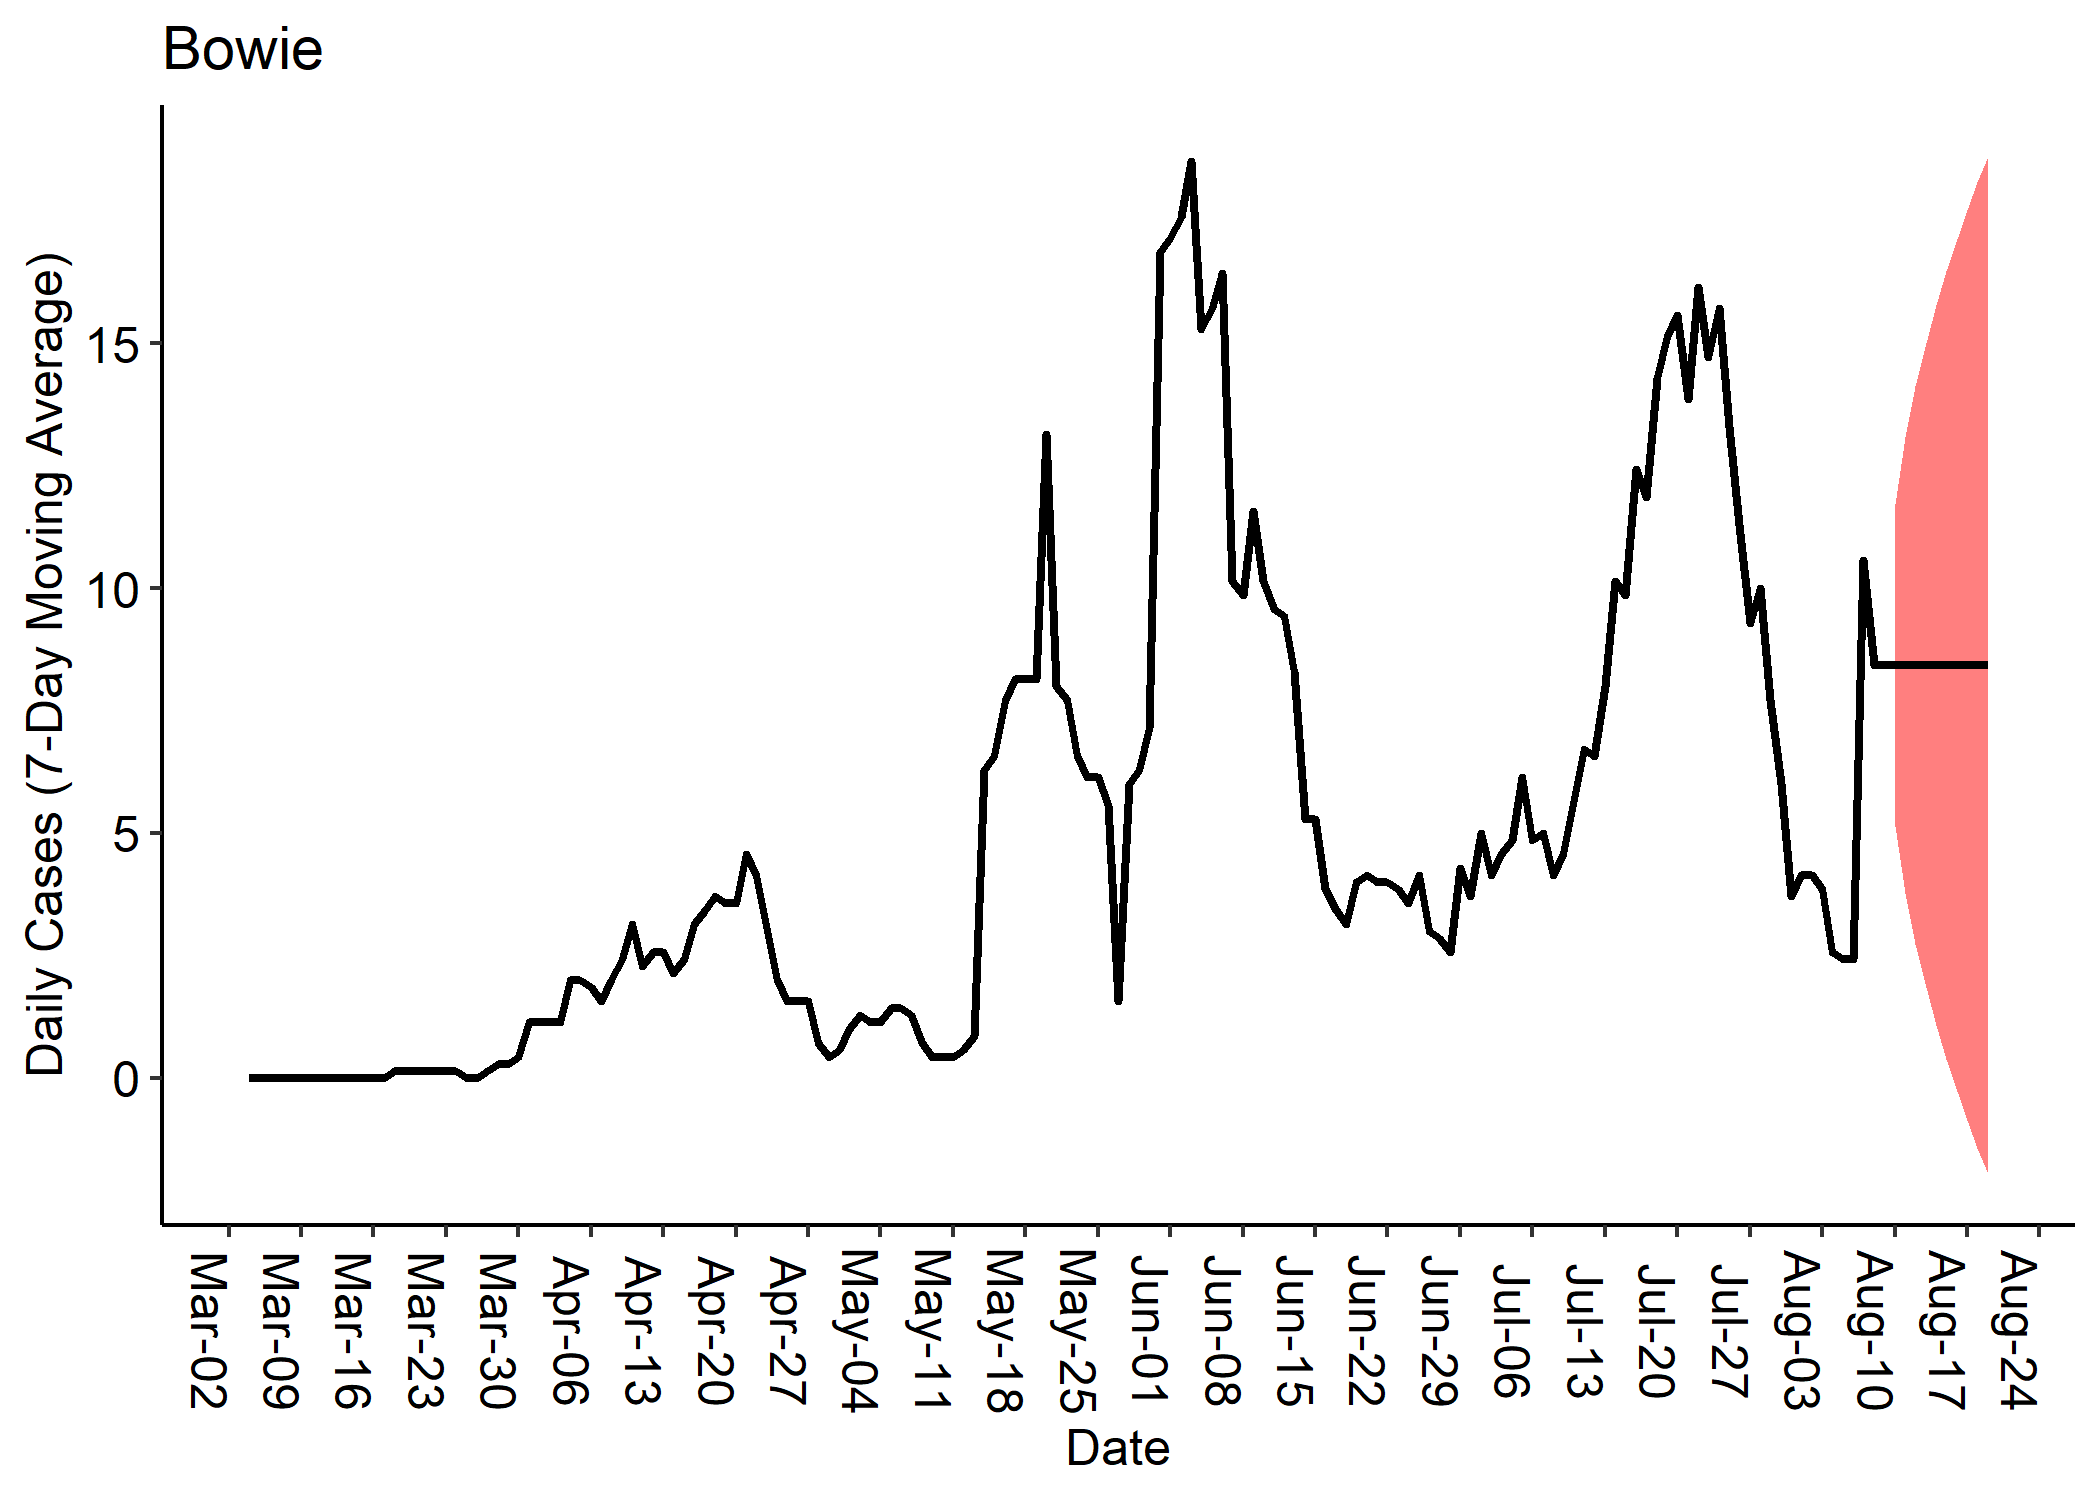 Bowie
Daily Cases (7-Day Moving Average)
15
10
5
0
Mar-02
Mar-09
Mar-16
Mar-23
Mar-30
Apr-06
Apr-13
Apr-20
Apr-27
May-04
May-11
May-18
May-25
Jun-01
Jun-08
Jun-15
Jun-22
Jun-29
Jul-06
Jul-13
Jul-20
Jul-27
Aug-03
Aug-10
Aug-17
Aug-24
Date